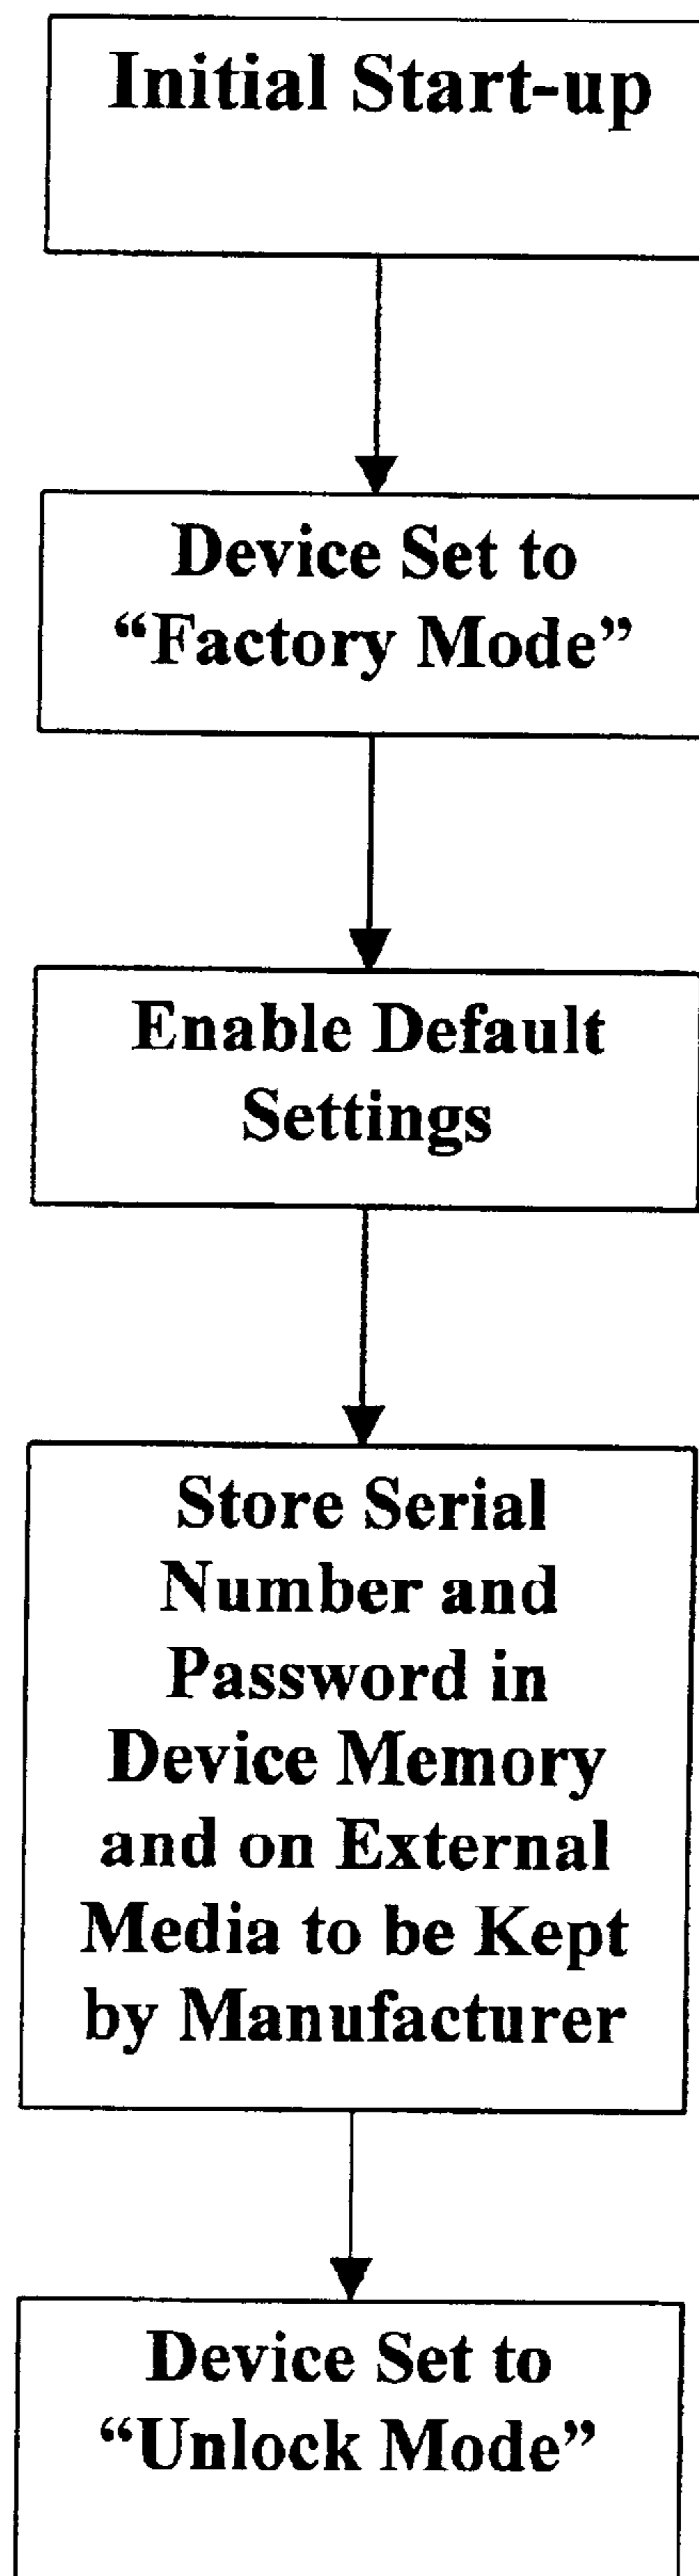 Initial Start-up
Device Set to
“Factory Mode”
Enable Default
Settings
Store Serial
Number and
Password in
Device Memory
and on External
Media to be Kept
by Manufacturer
Device Set to
“Unlock Mode”